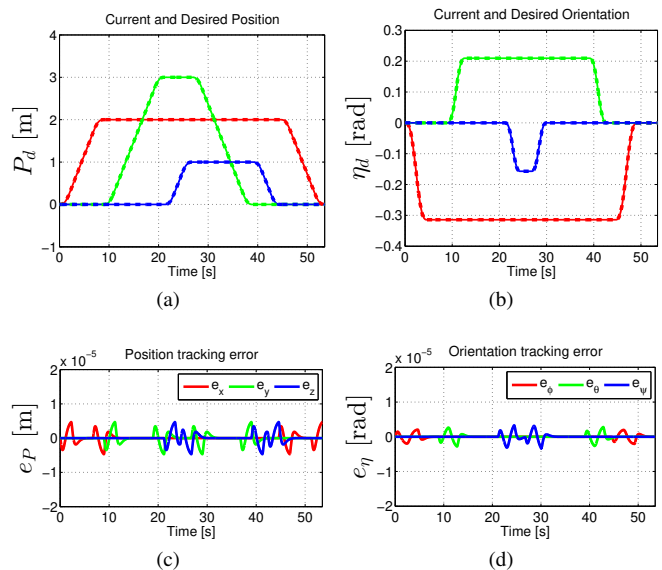 Current and Desired Position
Current and Desired Orientation
P_d [m]
4
3
2
1
0
−1
0 10 20 30 40 50
Time [s]
(a)
η_d [rad]
0.3
0.2
0.1
0
−0.1
−0.2
−0.3
−0.4
0 10 20 30 40 50
Time [s]
(b)
Position tracking error
x 10⁻⁵
e_P [m]
2
1
0
−1
−2
e_x e_y e_z
0 10 20 30 40 50
Time [s]
(c)
Orientation tracking error
x 10⁻⁵
e_η [rad]
2
1
0
−1
−2
e_ϕ e_θ e_ψ
0 10 20 30 40 50
Time [s]
(d)